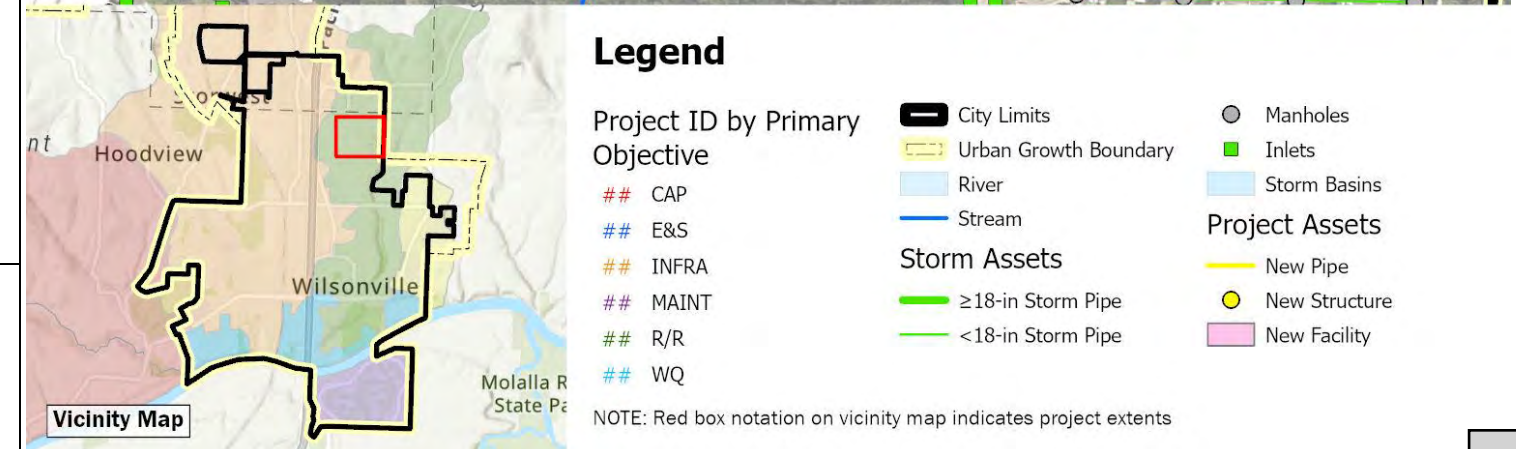 nt
Hoodview
Wilsonville
Molalla R
State Pa
Vicinity Map
Legend
Project ID by Primary
Objective
## CAP
## E&S
## INFRA
## MAINT
## R/R
## WQ
City Limits
Urban Growth Boundary
River
Stream
Storm Assets
≥18-in Storm Pipe
<18-in Storm Pipe
Manholes
Inlets
Storm Basins
Project Assets
New Pipe
New Structure
New Facility
NOTE: Red box notation on vicinity map indicates project extents